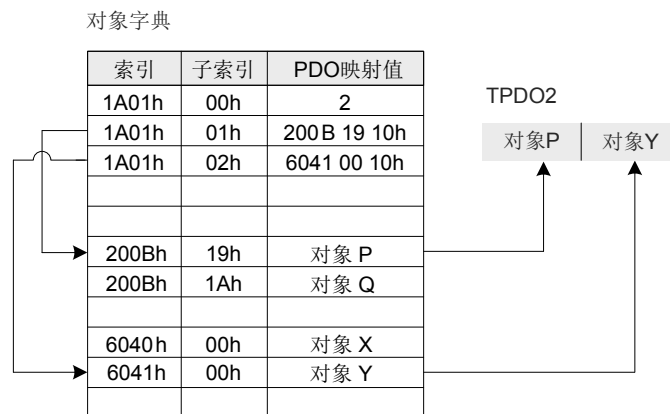 对象字典
索引 子索引 PDO映射值
1A01h 00h 2
1A01h 01h 200B 19 10h
1A01h 02h 6041 00 10h
200Bh 19h 对象 P
200Bh 1Ah 对象 Q
6040h 00h 对象 X
6041h 00h 对象 Y
TPDO2
对象P 对象Y